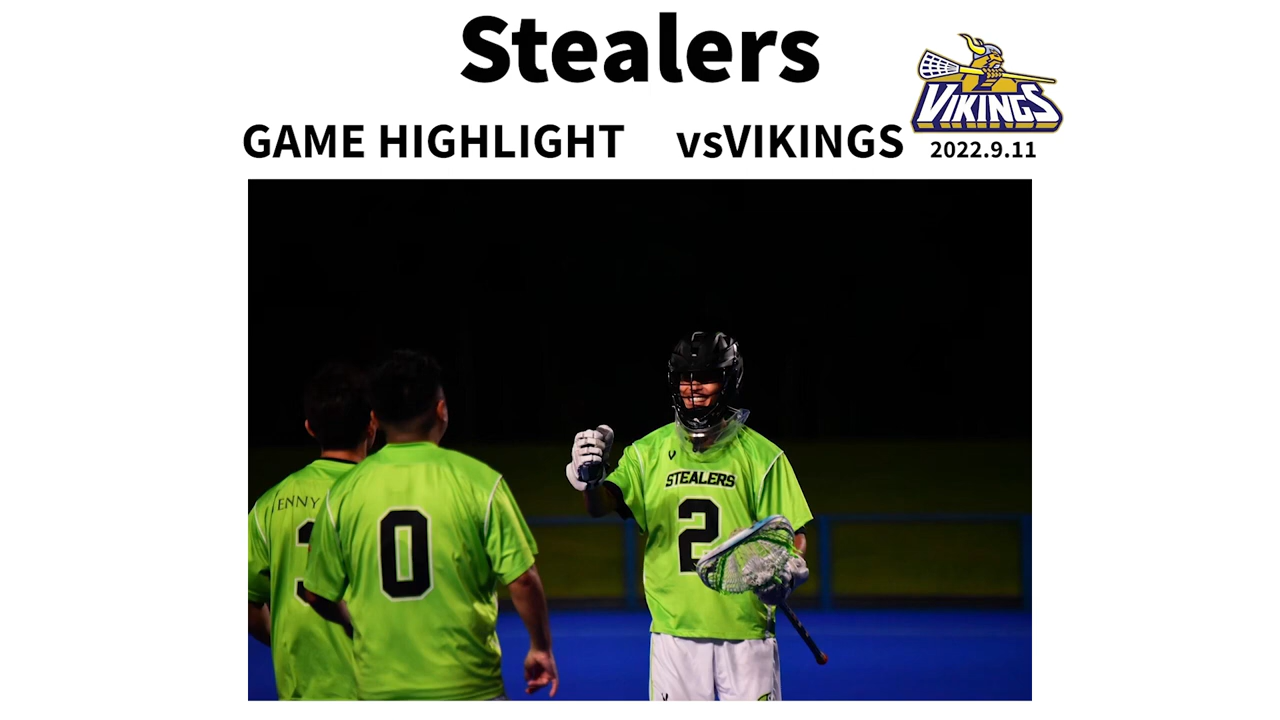 Stealers
VIKINGS
GAME HIGHLIGHT vsVIKINGS
2022.9.11
ENNY
0
STEALERS
2